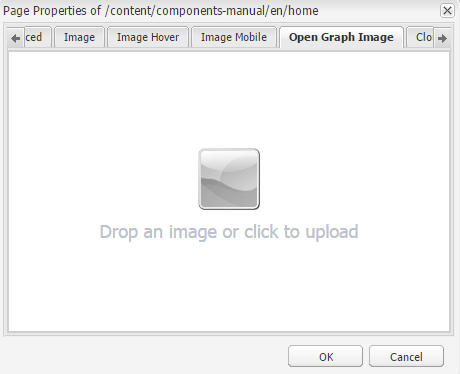 Page Properties of /content/components-manual/en/home
ced Image Image Hover Image Mobile Open Graph Image Clo
Drop an image or click to upload
OK Cancel